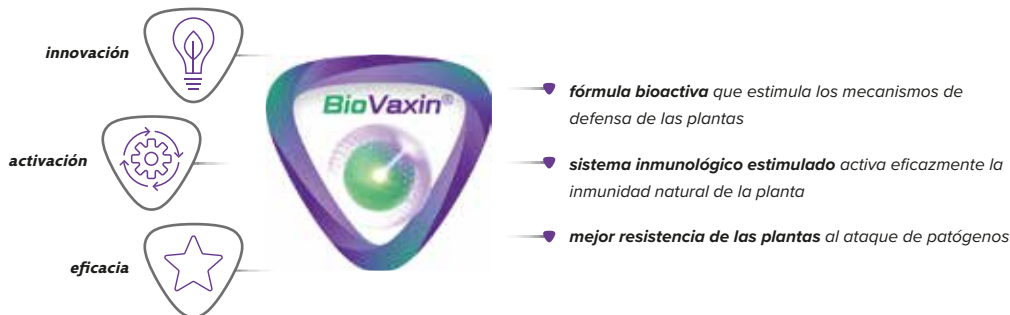 innovación
activación
eficacia
BioVaxin®
fórmula bioactiva que estimula los mecanismos de
defensa de las plantas
sistema inmunológico estimulado activa eficazmente la
inmunidad natural de la planta
mejor resistencia de las plantas al ataque de patógenos